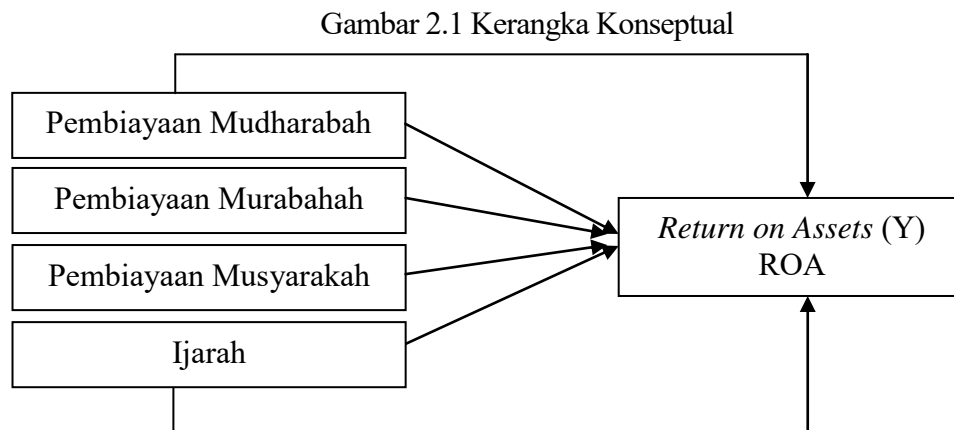 Gambar 2.1 Kerangka Konseptual
Pembiayaan Mudharabah
Pembiayaan Murabahah
Pembiayaan Musyarakah
Ijarah
Return on Assets (Y)
ROA